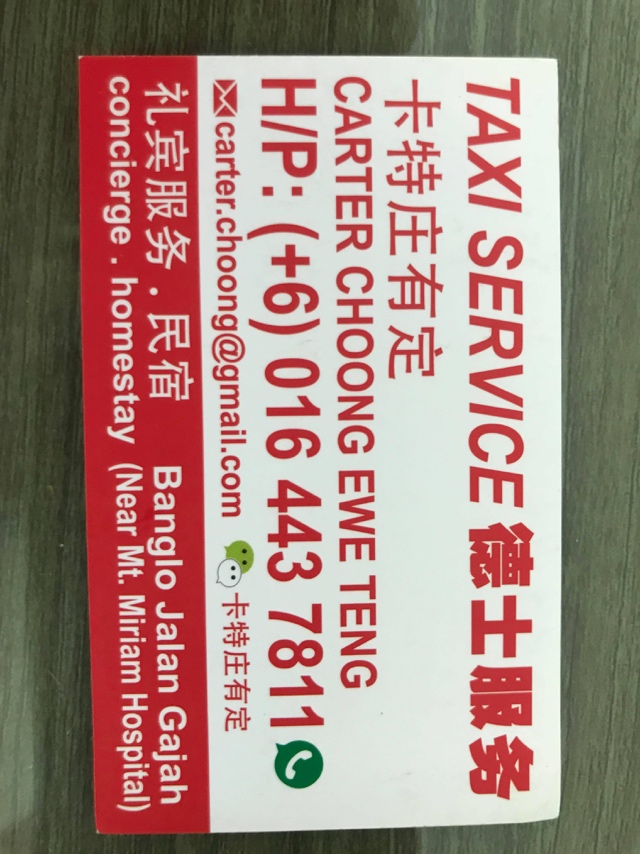 TAXI SERVICE 德士服务
卡特庄有定
CARTER CHOONG EWE TENG
H/P: (+6) 016 443 7811
carter.choong@gmail.com 卡特庄有定
礼宾服务 . 民宿 Banglo Jalan Gajah
concierge . homestay (Near Mt. Miriam Hospital)